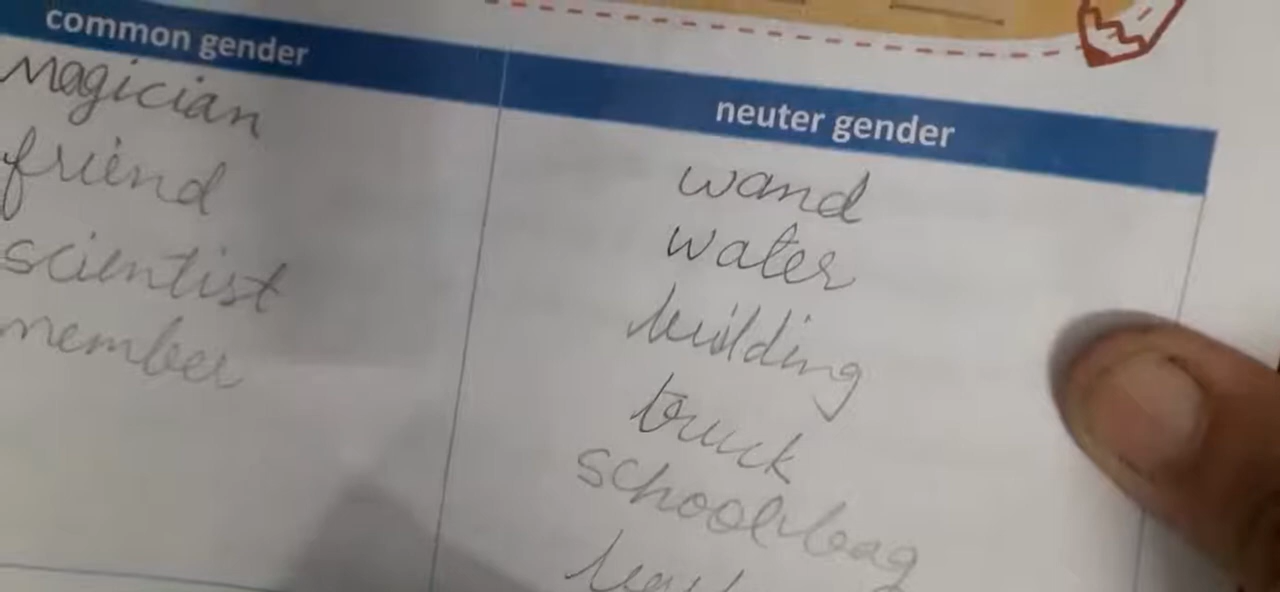 common gender
Magician
friend
scientist
member
neuter gender
wand
water
building
truck
schoolbag